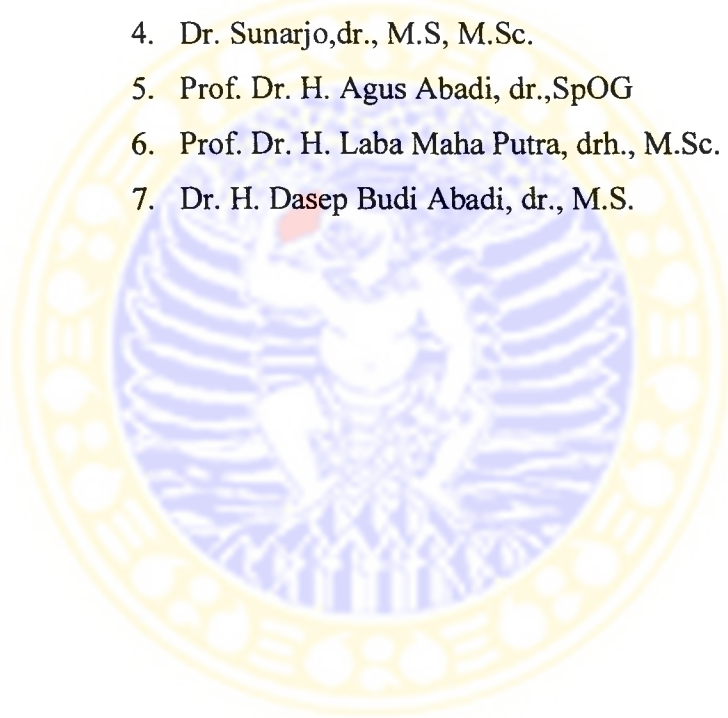 4. Dr. Sunarjo,dr., M.S, M.Sc.
5. Prof. Dr. H. Agus Abadi, dr.,SpOG
6. Prof. Dr. H. Laba Maha Putra, drh., M.Sc.
7. Dr. H. Dasep Budi Abadi, dr., M.S.